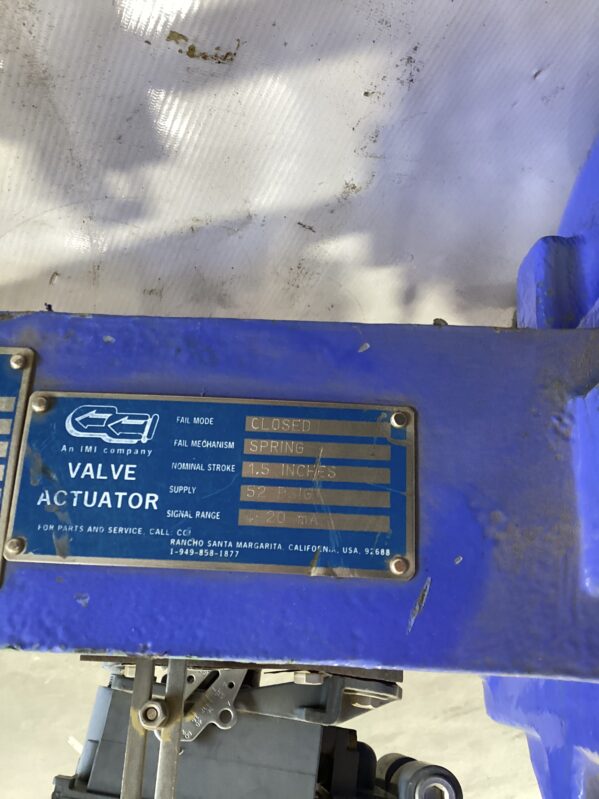 CCI
An IMI company
VALVE
ACTUATOR
FAIL MODE CLOSED
FAIL MECHANISM SPRING
NOMINAL STROKE 1.5 INCHES
SUPPLY 52 PSIG
SIGNAL RANGE 20 mA
FOR PARTS AND SERVICE, CALL: CCI
RANCHO SANTA MARGARITA, CALIFORNIA, USA, 92688
1-949-858-1877